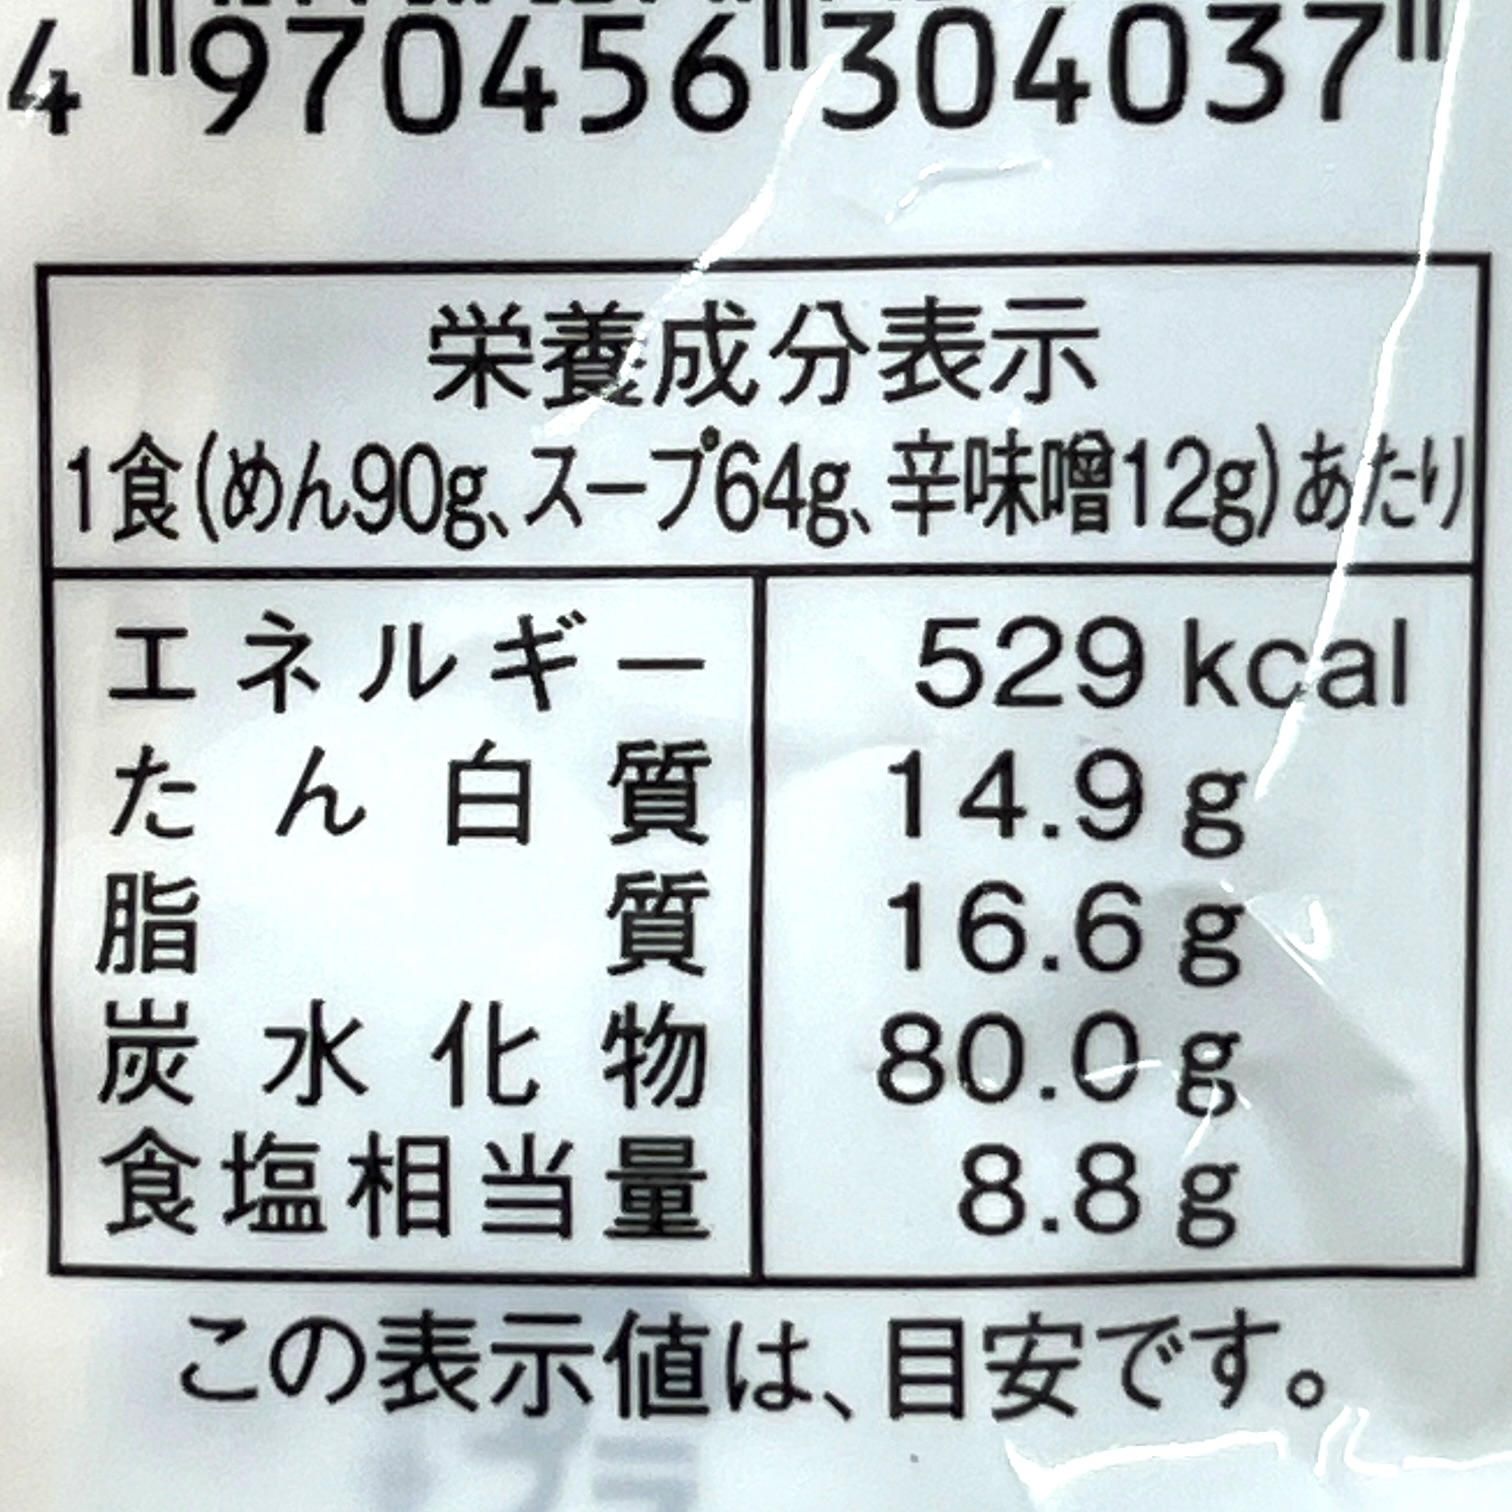 4 970456 304037
栄養成分表示
1食(めん90g、スープ64g、辛味噌12g)あたり
エネルギー 529 kcal
たん白質 14.9 g
脂質 16.6 g
炭水化物 80.0 g
食塩相当量 8.8 g
この表示値は、目安です。